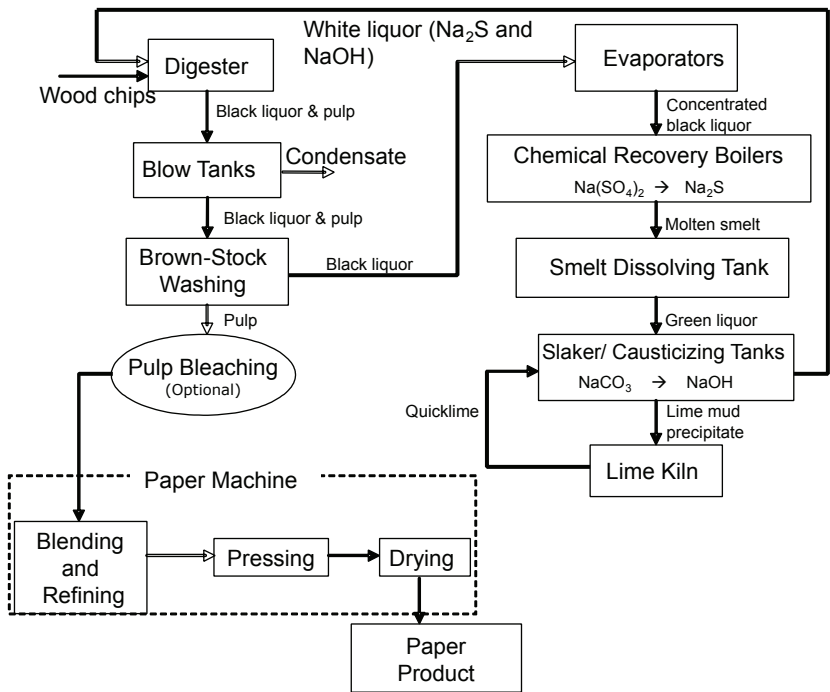 White liquor (Na₂S and
NaOH)
Digester
Wood chips
Black liquor & pulp
Blow Tanks
Condensate
Black liquor & pulp
Brown-Stock
Washing
Black liquor
Pulp
Pulp Bleaching
(Optional)
Evaporators
Concentrated
black liquor
Chemical Recovery Boilers
Na(SO₄)₂ → Na₂S
Molten smelt
Smelt Dissolving Tank
Green liquor
Slaker/ Causticizing Tanks
NaCO₃ → NaOH
Quicklime
Lime mud
precipitate
Lime Kiln
Paper Machine
Blending
and
Refining
Pressing
Drying
Paper
Product